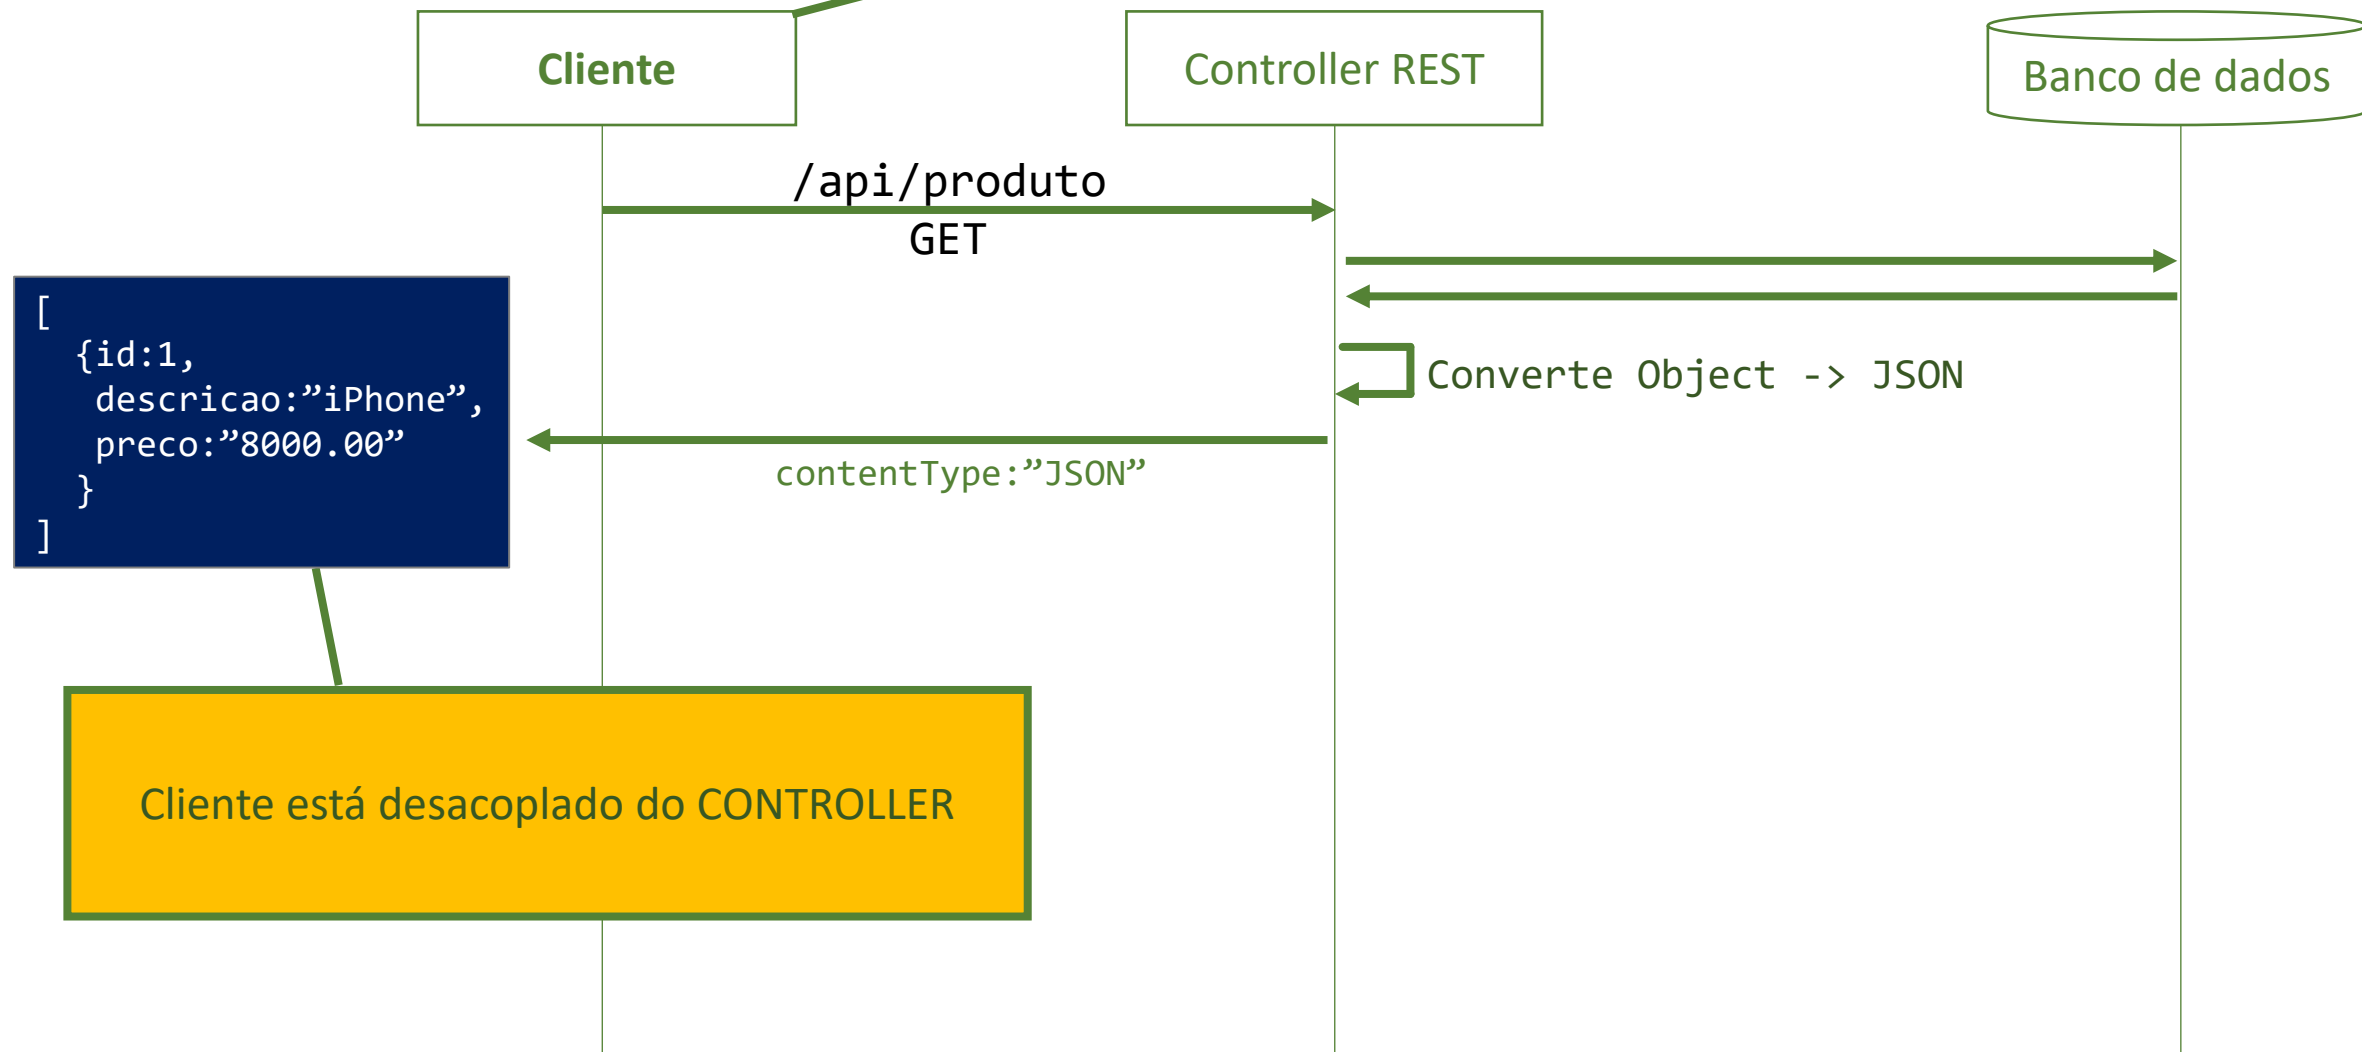 Cliente
Controller REST
Banco de dados
/api/produto
GET
[
{id:1,
descricao:”iPhone”,
preco:”8000.00”
}
]
Converte Object -> JSON
contentType:”JSON”
Cliente está desacoplado do CONTROLLER